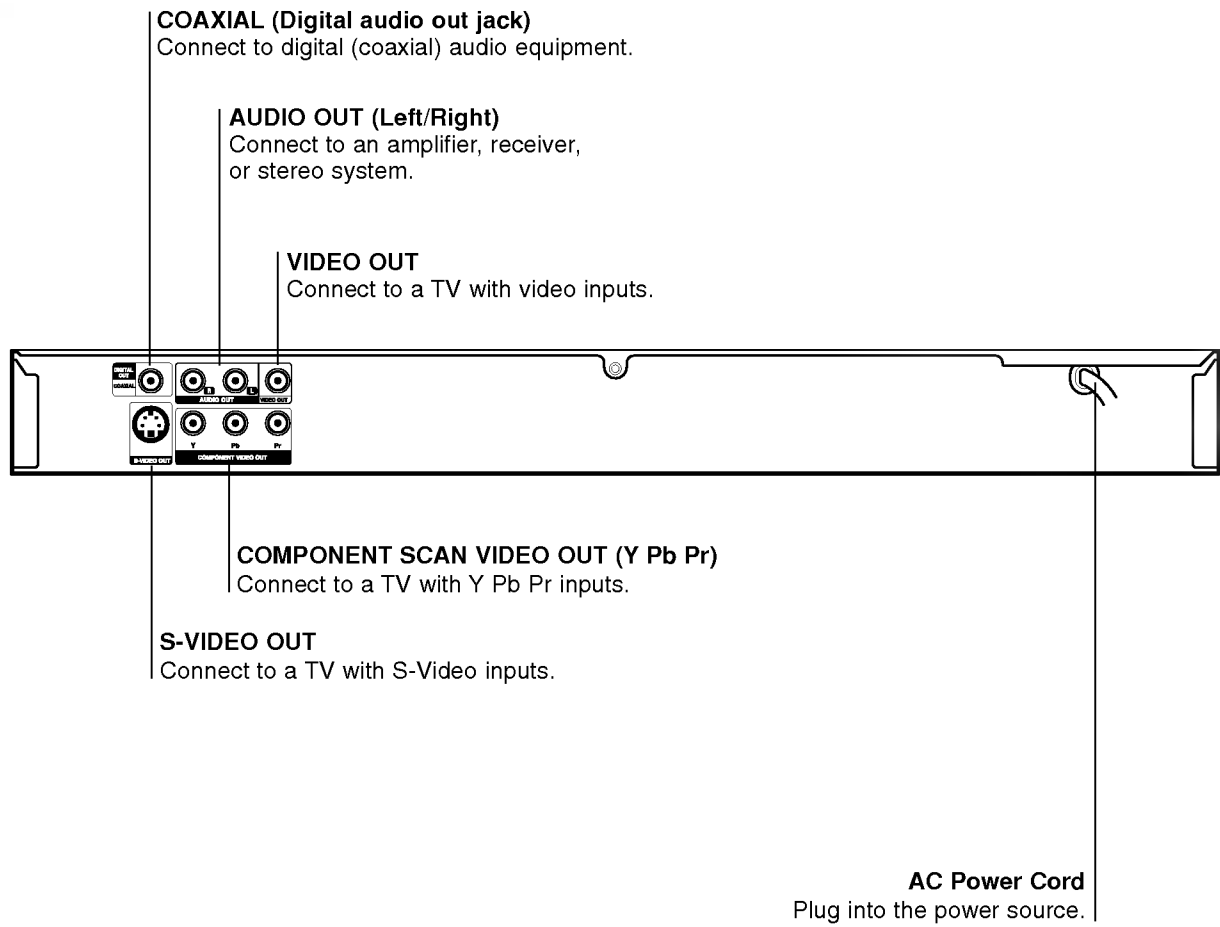 COAXIAL (Digital audio out jack)
Connect to digital (coaxial) audio equipment.
AUDIO OUT (Left/Right)
Connect to an amplifier, receiver,
or stereo system.
VIDEO OUT
Connect to a TV with video inputs.
DIGITAL
OUT
COAXIAL
R
L
AUDIO OUT
VIDEO OUT
Y
Pb
Pr
S-VIDEO OUT
COMPONENT VIDEO OUT
COMPONENT SCAN VIDEO OUT (Y Pb Pr)
Connect to a TV with Y Pb Pr inputs.
S-VIDEO OUT
Connect to a TV with S-Video inputs.
AC Power Cord
Plug into the power source.